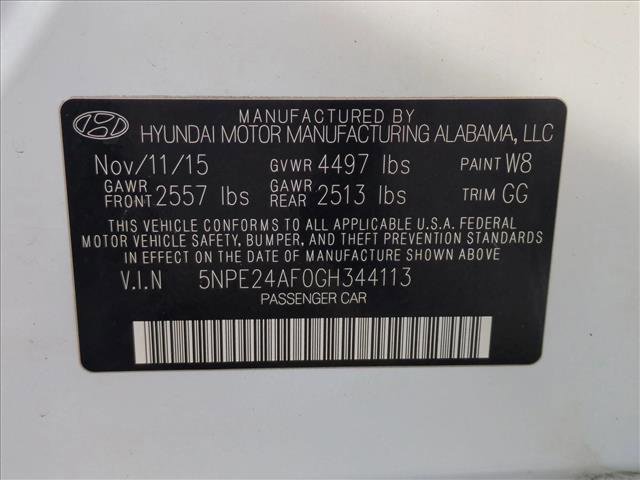 MANUFACTURED BY
HYUNDAI MOTOR MANUFACTURING ALABAMA, LLC
Nov/11/15 GVWR 4497 lbs PAINT W8
GAWR FRONT 2557 lbs GAWR REAR 2513 lbs TRIM GG
THIS VEHICLE CONFORMS TO ALL APPLICABLE U.S.A. FEDERAL
MOTOR VEHICLE SAFETY, BUMPER, AND THEFT PREVENTION
STANDARDS IN EFFECT ON THE DATE OF MANUFACTURE SHOWN ABOVE
V.I.N 5NPE24AF0GH344113
PASSENGER CAR